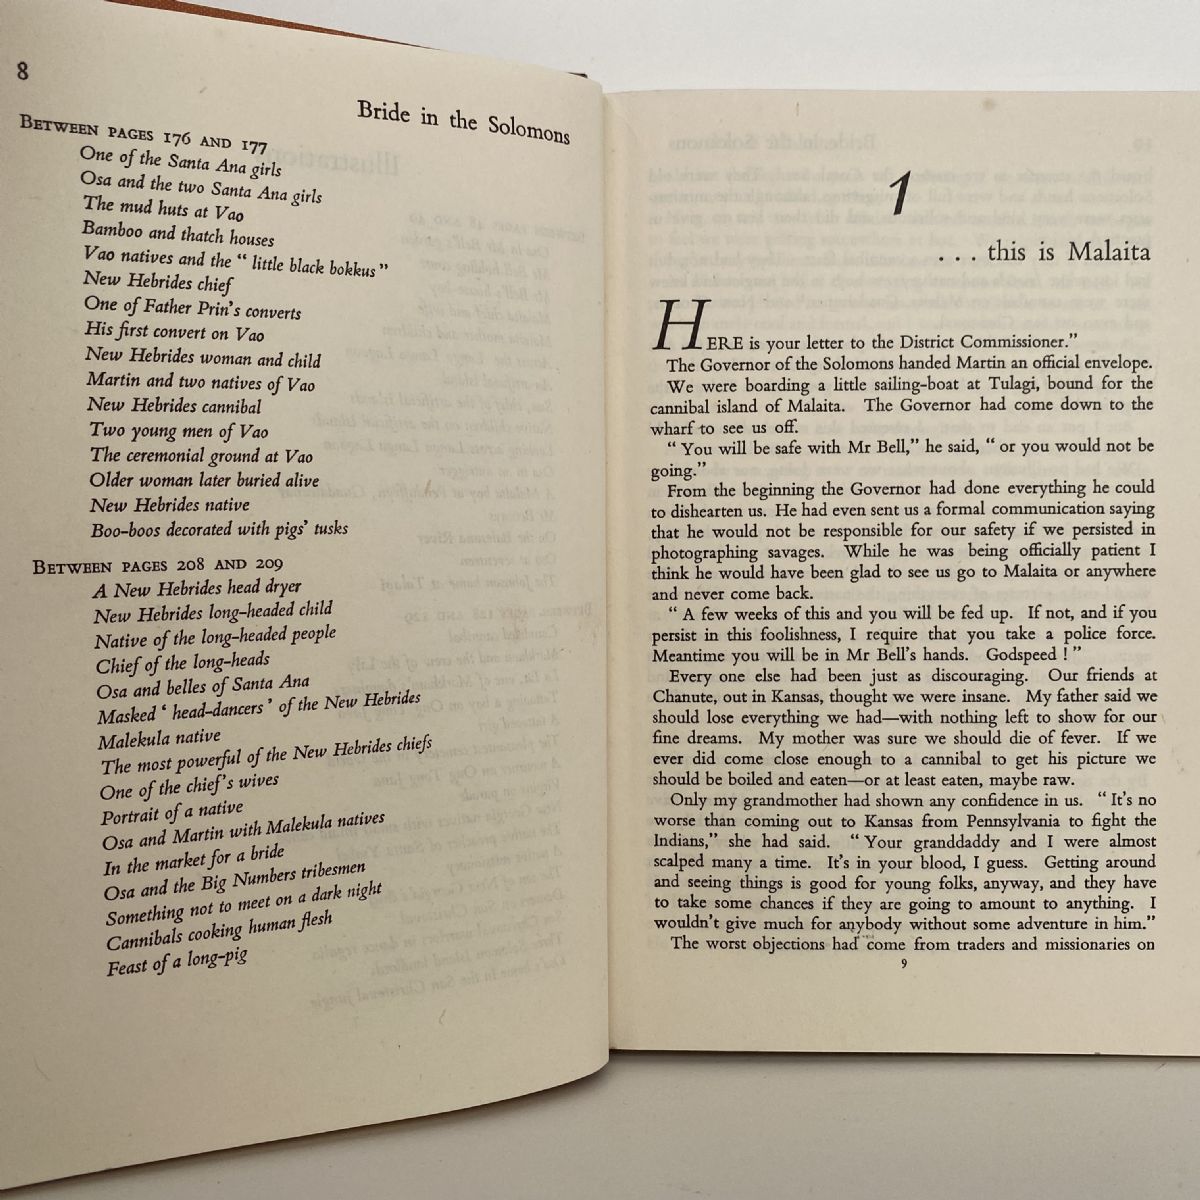 8
Bride in the Solomons
BETWEEN PAGES 176 AND 177
One of the Santa Ana girls
Osa and the two Santa Ana girls
The mud huts at Vao
Bamboo and thatch houses
Vao natives and the “ little black bokkus ”
New Hebrides chief
One of Father Prin's converts
His first convert on Vao
New Hebrides woman and child
Martin and two natives of Vao
New Hebrides cannibal
Two young men of Vao
The ceremonial ground at Vao
Older woman later buried alive
New Hebrides native
Boo-boos decorated with pigs' tusks
BETWEEN PAGES 208 AND 209
A New Hebrides head dryer
New Hebrides long-headed child
Native of the long-headed people
Chief of the long-heads
Osa and belles of Santa Ana
Masked ‘ head-dancers ’ of the New Hebrides
Malekula native
The most powerful of the New Hebrides chiefs
One of the chief's wives
Portrait of a native
Osa and Martin with Malekula natives
In the market for a bride
Osa and the Big Numbers tribesmen
Something not to meet on a dark night
Cannibals cooking human flesh
Feast of a long-pig
1
. . . this is Malaita
HERE is your letter to the District Commissioner.”
The Governor of the Solomons handed Martin an official envelope.
We were boarding a little sailing-boat at Tulagi, bound for the
cannibal island of Malaita. The Governor had come down to the
wharf to see us off.
“ You will be safe with Mr Bell,” he said, “ or you would not be
going.”
From the beginning the Governor had done everything he could
to dishearten us. He had even sent us a formal communication saying
that he would not be responsible for our safety if we persisted in
photographing savages. While he was being officially patient I
think he would have been glad to see us go to Malaita or anywhere
and never come back.
“ A few weeks of this and you will be fed up. If not, and if you
persist in this foolishness, I require that you take a police force.
Meantime you will be in Mr Bell's hands. Godspeed ! ”
Every one else had been just as discouraging. Our friends at
Chanute, out in Kansas, thought we were insane. My father said we
should lose everything we had—with nothing left to show for our
fine dreams. My mother was sure we should die of fever. If we
ever did come close enough to a cannibal to get his picture we
should be boiled and eaten—or at least eaten, maybe raw.
Only my grandmother had shown any confidence in us. “ It's no
worse than coming out to Kansas from Pennsylvania to fight the
Indians,” she had said. “ Your granddaddy and I were almost
scalped many a time. It's in your blood, I guess. Getting around
and seeing things is good for young folks, anyway, and they have
to take some chances if they are going to amount to anything. I
wouldn't give much for anybody without some adventure in him.”
The worst objections had come from traders and missionaries on
9